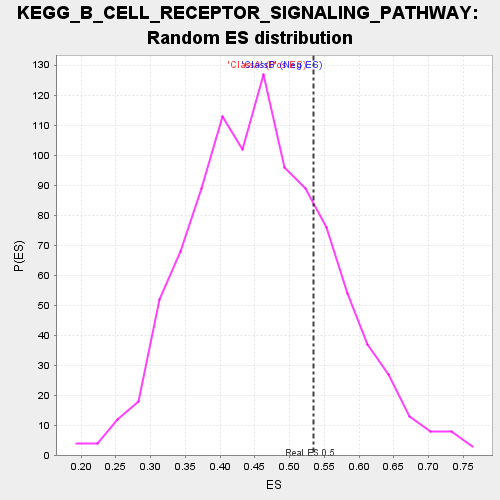 KEGG_B_CELL_RECEPTOR_SIGNALING_PATHWAY:
Random ES distribution
130
120
110
100
90
80
70
60
50
40
30
20
10
0
P(ES)
Real ES 0.5
0.20 0.25 0.30 0.35 0.40 0.45 0.50 0.55 0.60 0.65 0.70 0.75
ES